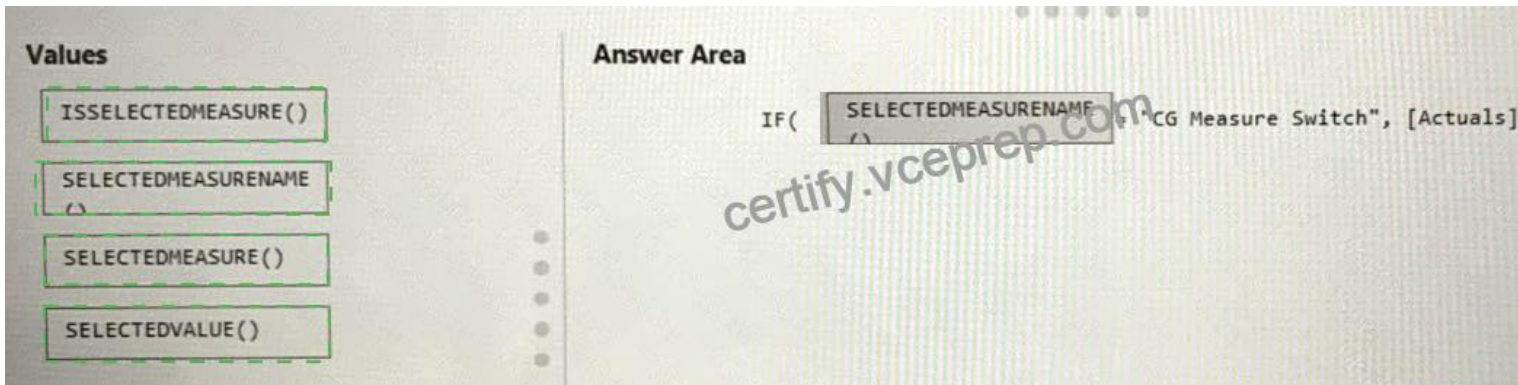 Values
ISSELECTEDMEASURE()
SELECTEDMEASURENAME
()
SELECTEDMEASURE()
SELECTEDVALUE()
Answer Area
IF( SELECTEDMEASURENAME = "CG Measure Switch", [Actuals]
()
certify.vceprep.com